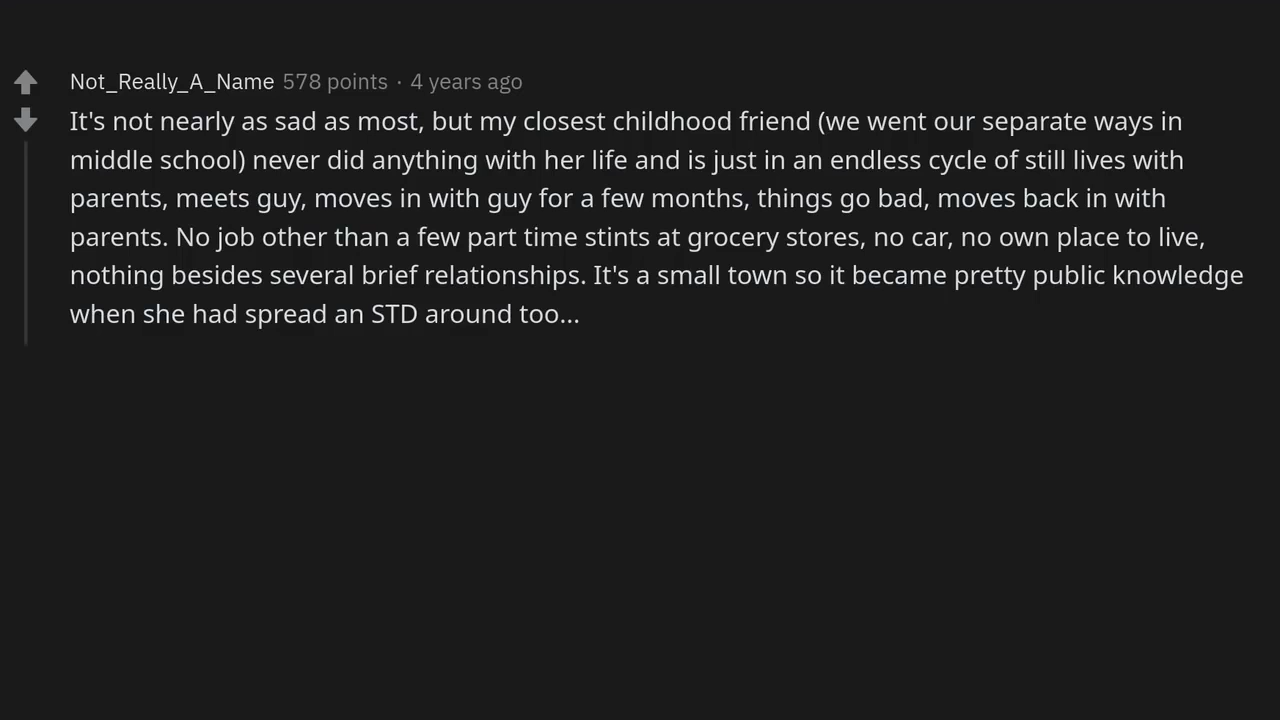 Not_Really_A_Name 578 points · 4 years ago
It's not nearly as sad as most, but my closest childhood friend (we went our separate ways in
middle school) never did anything with her life and is just in an endless cycle of still lives with
parents, meets guy, moves in with guy for a few months, things go bad, moves back in with
parents. No job other than a few part time stints at grocery stores, no car, no own place to live,
nothing besides several brief relationships. It's a small town so it became pretty public knowledge
when she had spread an STD around too...